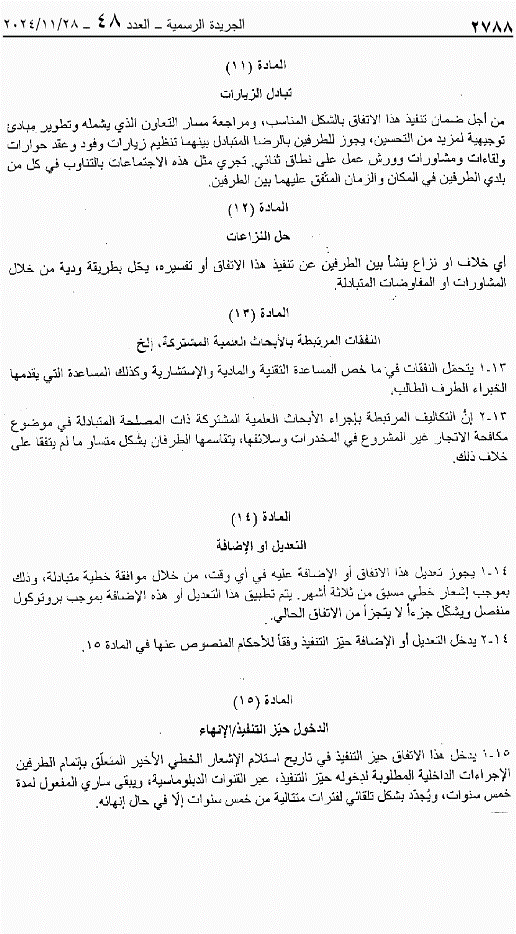 ٢٧٨٨
الجريدة الرسمية ــ العدد ٤٨ ــ ٢٠٢٤/١١/٢٨
المادة (١١)
تبادل الزيارات
من أجل ضمان تنفيذ هذا الاتفاق بالشكل المناسب، ومراجعة مسار التعاون الذي يشمله وتطوير مبادئ
توجيهية لمزيد من التحسين، يجوز للطرفين بالرضا المتبادل بينهما تنظيم زيارات وفود وعقد حوارات
ولقاءات ومشاورات وورش عمل على نطاق ثنائي. تجري مثل هذه الاجتماعات بالتناوب في كل من
بلدي الطرفين في المكان والزمان المتّفق عليهما بين الطرفين.
المادة (١٢)
حل النزاعات
أي خلاف او نزاع ينشأ بين الطرفين عن تنفيذ هذا الاتفاق أو تفسيره، يحّل بطريقة ودية من خلال
المشاورات او المفاوضات المتبادلة.
المادة (١٣)
النفقات المرتبطة بالأبحاث العلمية المشتركة، إلخ
١٣-١ يتحمّل النفقات في ما خص المساعدة التقنية والمادية والإستشارية وكذلك المساعدة التي يقدمها
الخبراء الطرف الطالب.
١٣-٢ إنّ التكاليف المرتبطة بإجراء الأبحاث العلمية المشتركة ذات المصلحة المتبادلة في موضوع
مكافحة الاتجار غير المشروع في المخدرات وسلائفها، يتقاسمها الطرفان بشكل متساو ما لم يتفقا على
خلاف ذلك.
المادة (١٤)
التعديل او الإضافة
١٤-١ يجوز تعديل هذا الاتفاق أو الإضافة عليه في أي وقت، من خلال موافقة خطية متبادلة، وذلك
بموجب إشعار خطي مسبق من ثلاثة أشهر. يتم تطبيق هذا التعديل أو هذه الإضافة بموجب بروتوكول
منفصل ويشكّل جزءاً لا يتجزأ من الاتفاق الحالي.
١٤-٢ يدخل التعديل أو الإضافة حيّز التنفيذ وفقاً للأحكام المنصوص عنها في المادة ١٥.
المادة (١٥)
الدخول حيّز التنفيذ/الإنهاء
١٥-١ يدخل هذا الاتفاق حيز التنفيذ في تاريخ استلام الإشعار الخطي الأخير المتعلّق بإتمام الطرفين
الإجراءات الداخلية المطلوبة لدخوله حيّز التنفيذ، عبر القنوات الدبلوماسية، ويبقى ساري المفعول لمدة
خمس سنوات، ويُجدّد بشكل تلقائي لفترات متتالية من خمس سنوات إلّا في حال إنهائه.